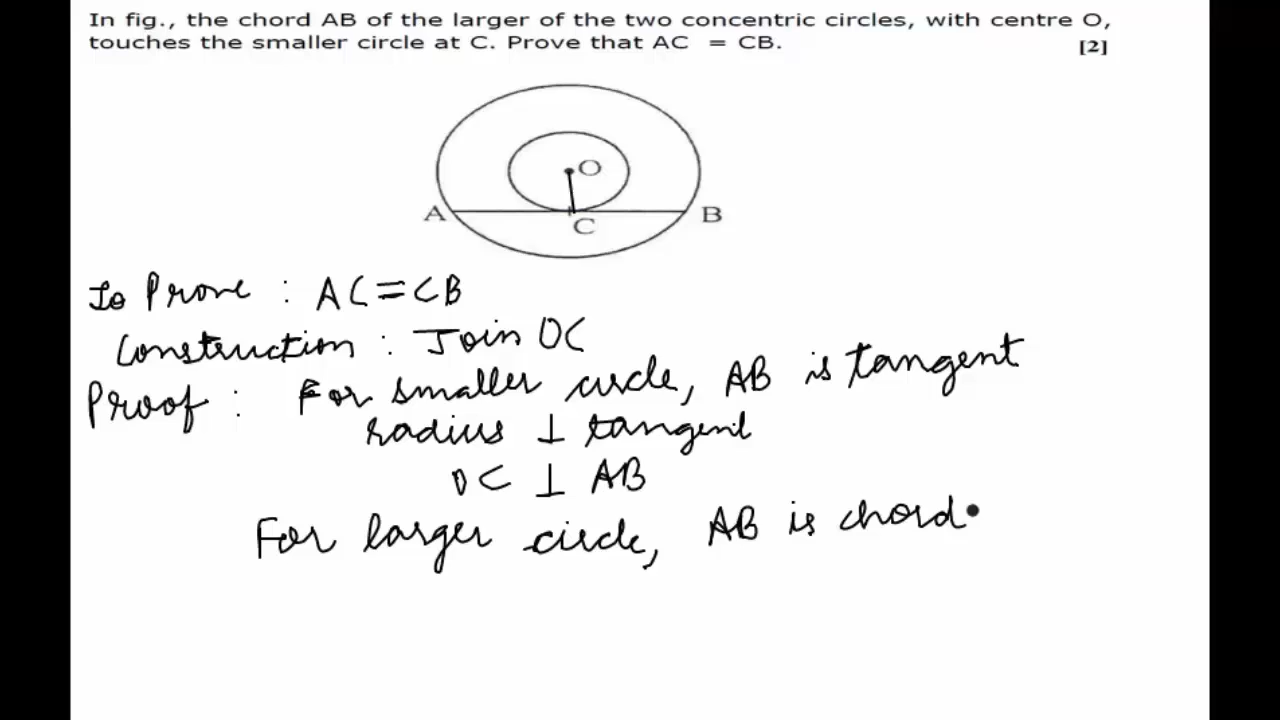 In fig., the chord AB of the larger of the two concentric circles, with centre O,
touches the smaller circle at C. Prove that AC = CB.
[2]
O
A
C
B
To Prove : AC=CB
Construction : Join OC
Proof : For smaller circle, AB is tangent
radius ⊥ tangent
OC ⊥ AB
For larger circle, AB is chord